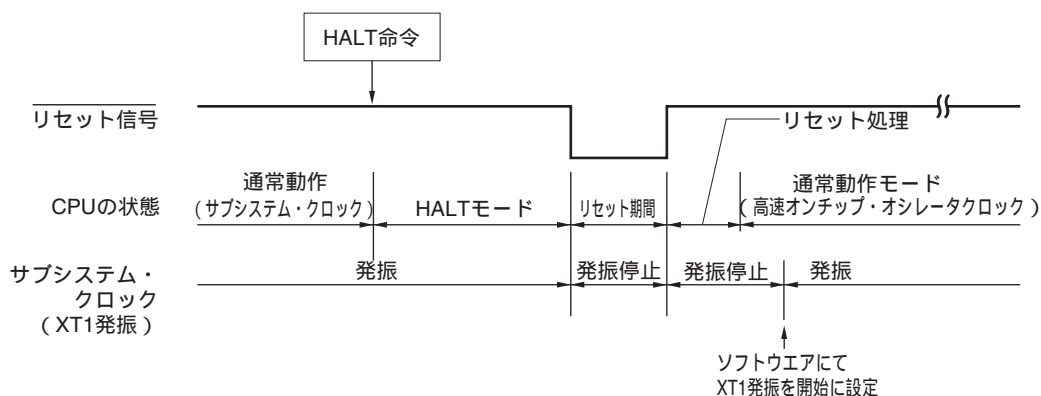 HALT命令
リセット信号
リセット処理
CPUの状態
通常動作
(サブシステム・クロック)
HALTモード
リセット期間
通常動作モード
(高速オンチップ・オシレータクロック)
サブシステム・
クロック
(XT1発振)
発振
発振停止
発振停止
発振
ソフトウエアにて
XT1発振を開始に設定